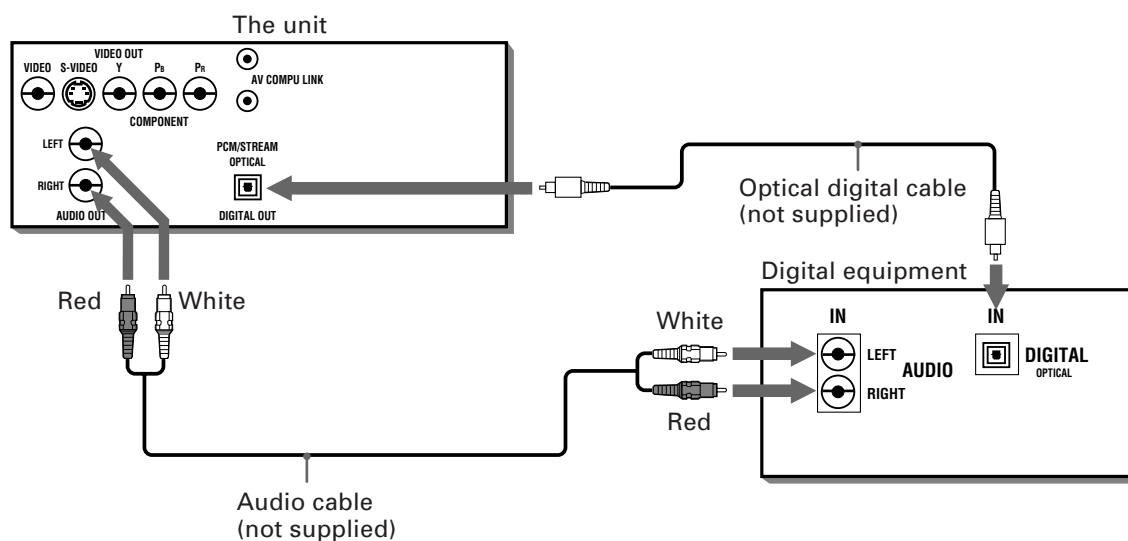 The unit
VIDEO OUT
VIDEO S-VIDEO Y PB PR
AV COMPU LINK
COMPONENT
LEFT
PCM/STREAM
OPTICAL
RIGHT
AUDIO OUT
DIGITAL OUT
Optical digital cable
(not supplied)
Red
White
Digital equipment
White
IN
IN
LEFT
AUDIO
DIGITAL
OPTICAL
RIGHT
Red
Audio cable
(not supplied)